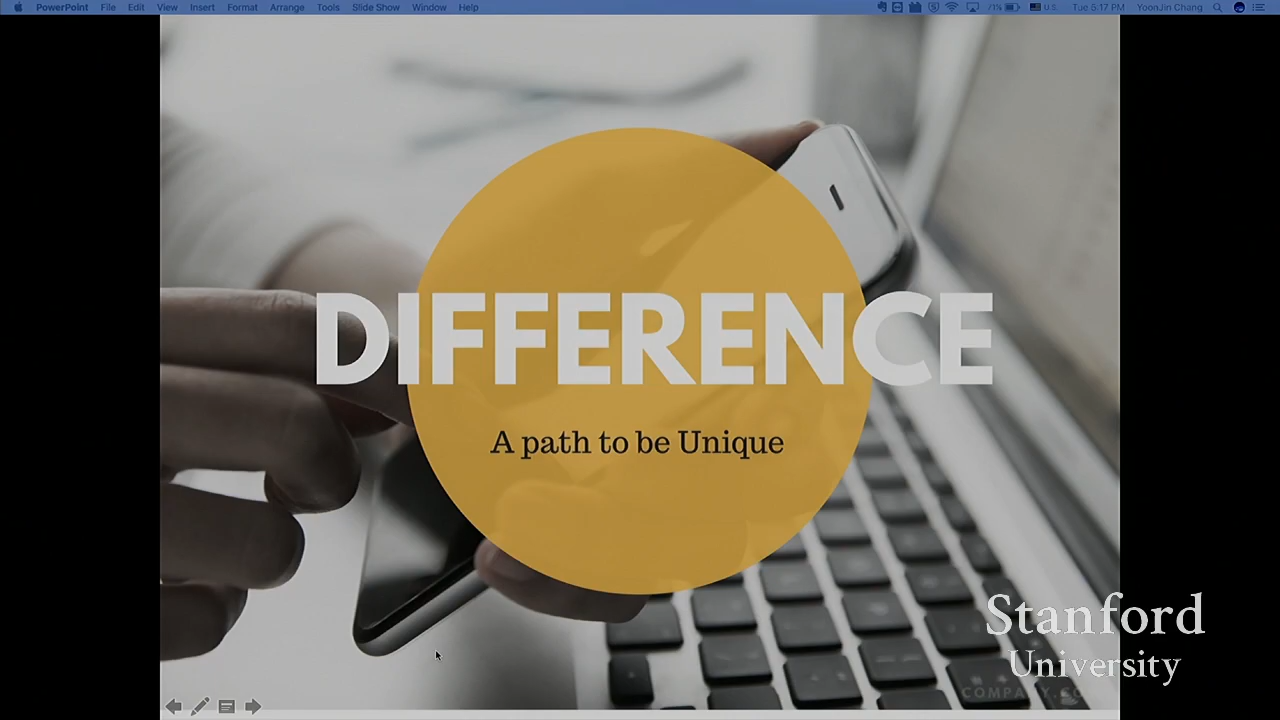 PowerPoint File Edit View Insert Format Arrange Tools Slide Show Window Help 71% U.S. Tue 5:17 PM YoonJin Chang
DIFFERENCE
A path to be Unique
Stanford
University